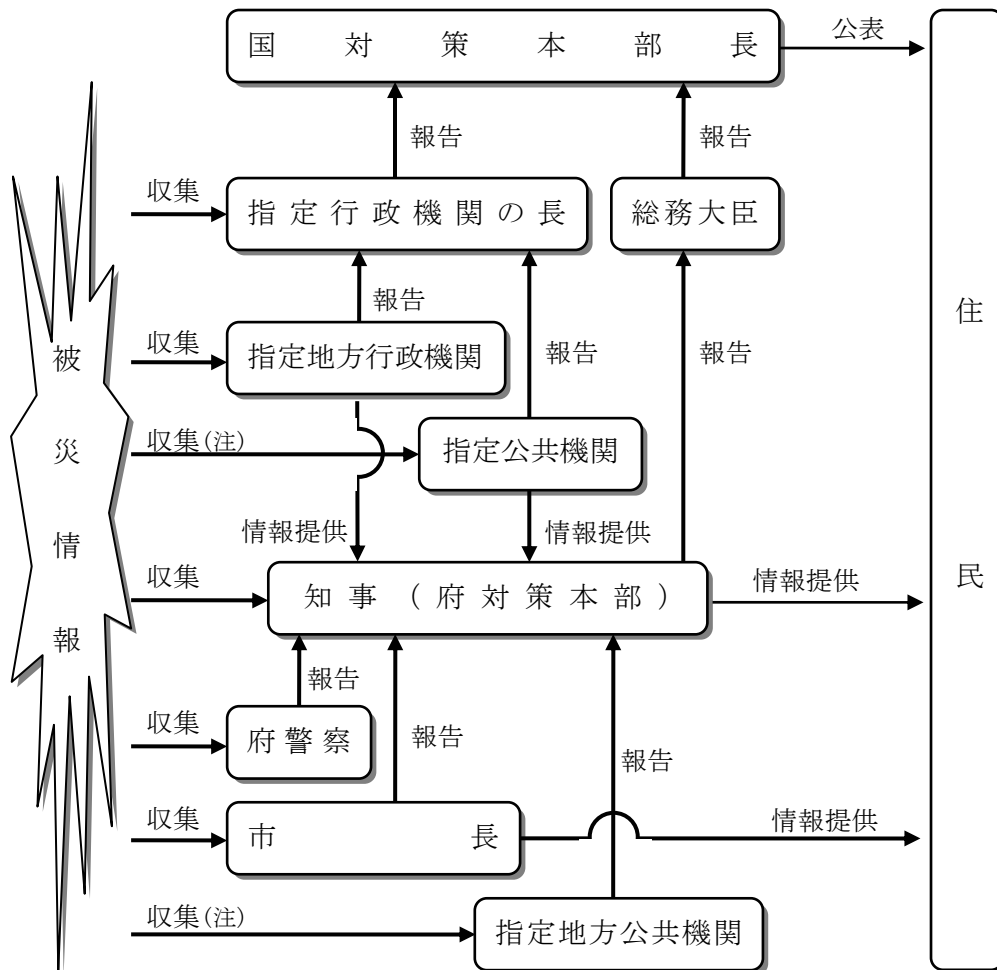 国対策本部長
公表
報告
報告
収集
指定行政機関の長
総務大臣
報告
収集
指定地方行政機関
報告
報告
収集(注)
指定公共機関
情報提供
情報提供
収集
知事（府対策本部）
情報提供
報告
収集
府警察
報告
報告
収集
市長
情報提供
収集(注)
指定地方公共機関
被災情報
住民